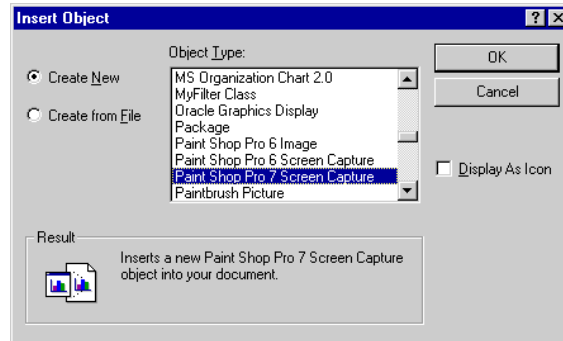 Insert Object
Object Type:
Create New
Create from File
MS Organization Chart 2.0
MyFilter Class
Oracle Graphics Display
Package
Paint Shop Pro 6 Image
Paint Shop Pro 6 Screen Capture
Paint Shop Pro 7 Screen Capture
Paintbrush Picture
OK
Cancel
Display As Icon
Result
Inserts a new Paint Shop Pro 7 Screen Capture
object into your document.